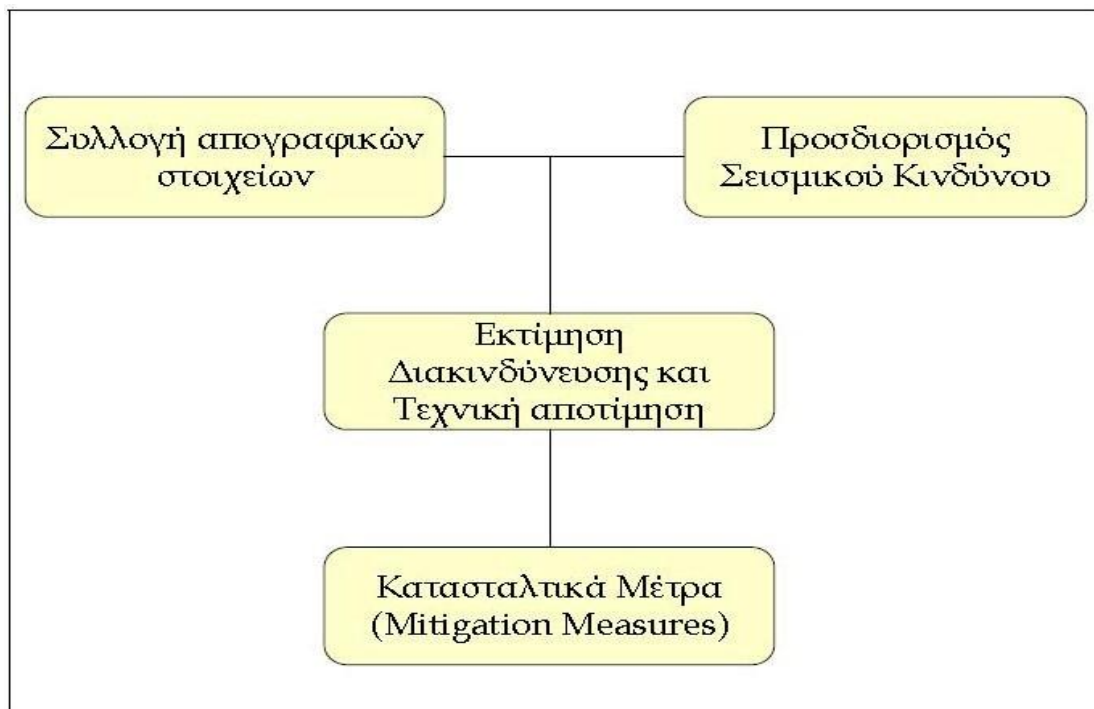 Συλλογή απογραφικών
στοιχείων
Προσδιορισμός
Σεισμικού Κινδύνου
Εκτίμηση
Διακινδύνευσης και
Τεχνική αποτίμηση
Κατασταλτικά Μέτρα
(Mitigation Measures)